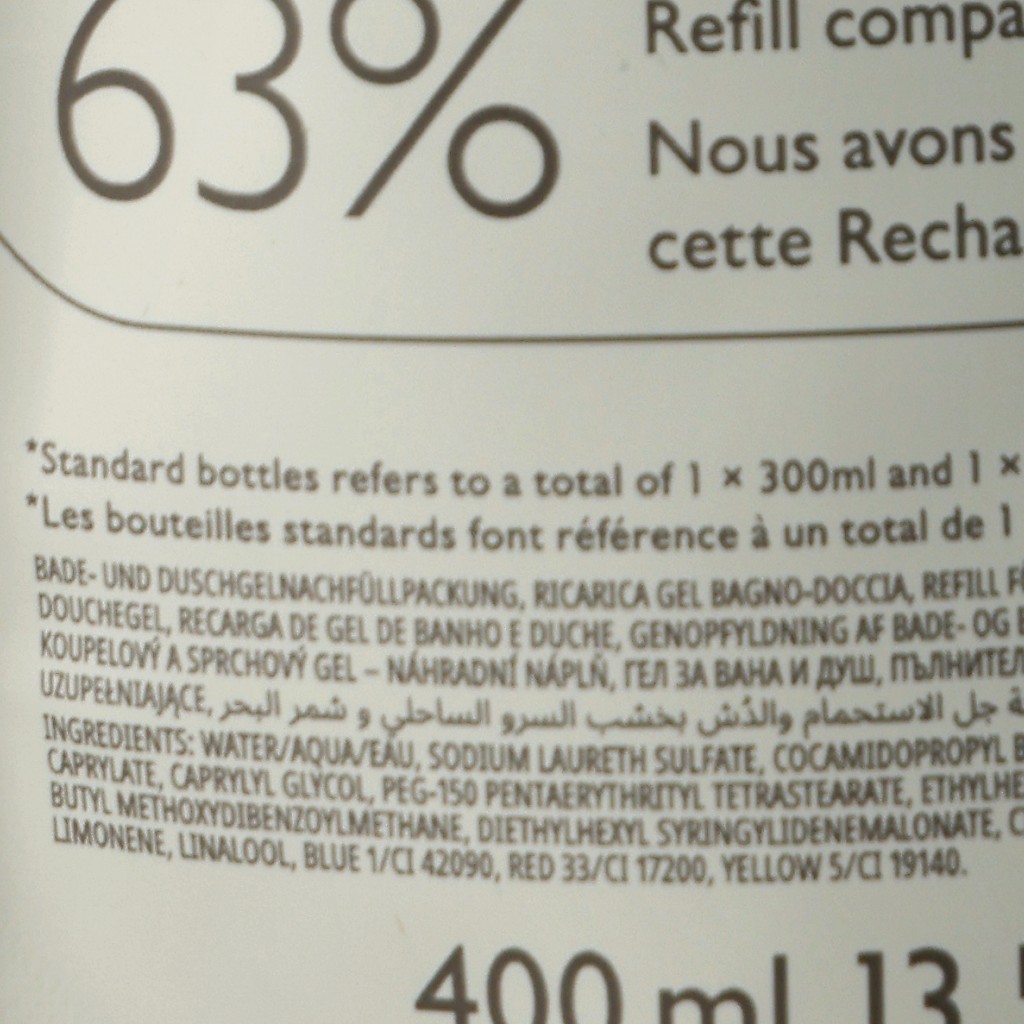 63%
Refill compa
Nous avons
cette Recha
*Standard bottles refers to a total of 1 × 300ml and 1 ×
*Les bouteilles standards font référence à un total de 1
BADE- UND DUSCHGELNACHFÜLLPACKUNG, RICARICA GEL BAGNO-DOCCIA, REFILL F
DOUCHEGEL, RECARGA DE GEL DE BANHO E DUCHE, GENOPFYLDNING AF BADE- OG
KOUPELOVÝ A SPRCHOVÝ GEL – NÁHRADNÍ NÁPLŇ, ГЕЛ ЗА ВАНА И ДУШ, ПЪЛНИТЕЛ
UZUPEŁNIAJĄCE, جل الاستحمام والدُش بخشب السرو الساحلي و شمر البحر
INGREDIENTS: WATER/AQUA/EAU, SODIUM LAURETH SULFATE, COCAMIDOPROPYL B
CAPRYLATE, CAPRYLYL GLYCOL, PEG-150 PENTAERYTHRITYL TETRASTEARATE, ETHYLHE
BUTYL METHOXYDIBENZOYLMETHANE, DIETHYLHEXYL SYRINGYLIDENEMALONATE, C
LIMONENE, LINALOOL, BLUE 1/CI 42090, RED 33/CI 17200, YELLOW 5/CI 19140.
400 ml 13